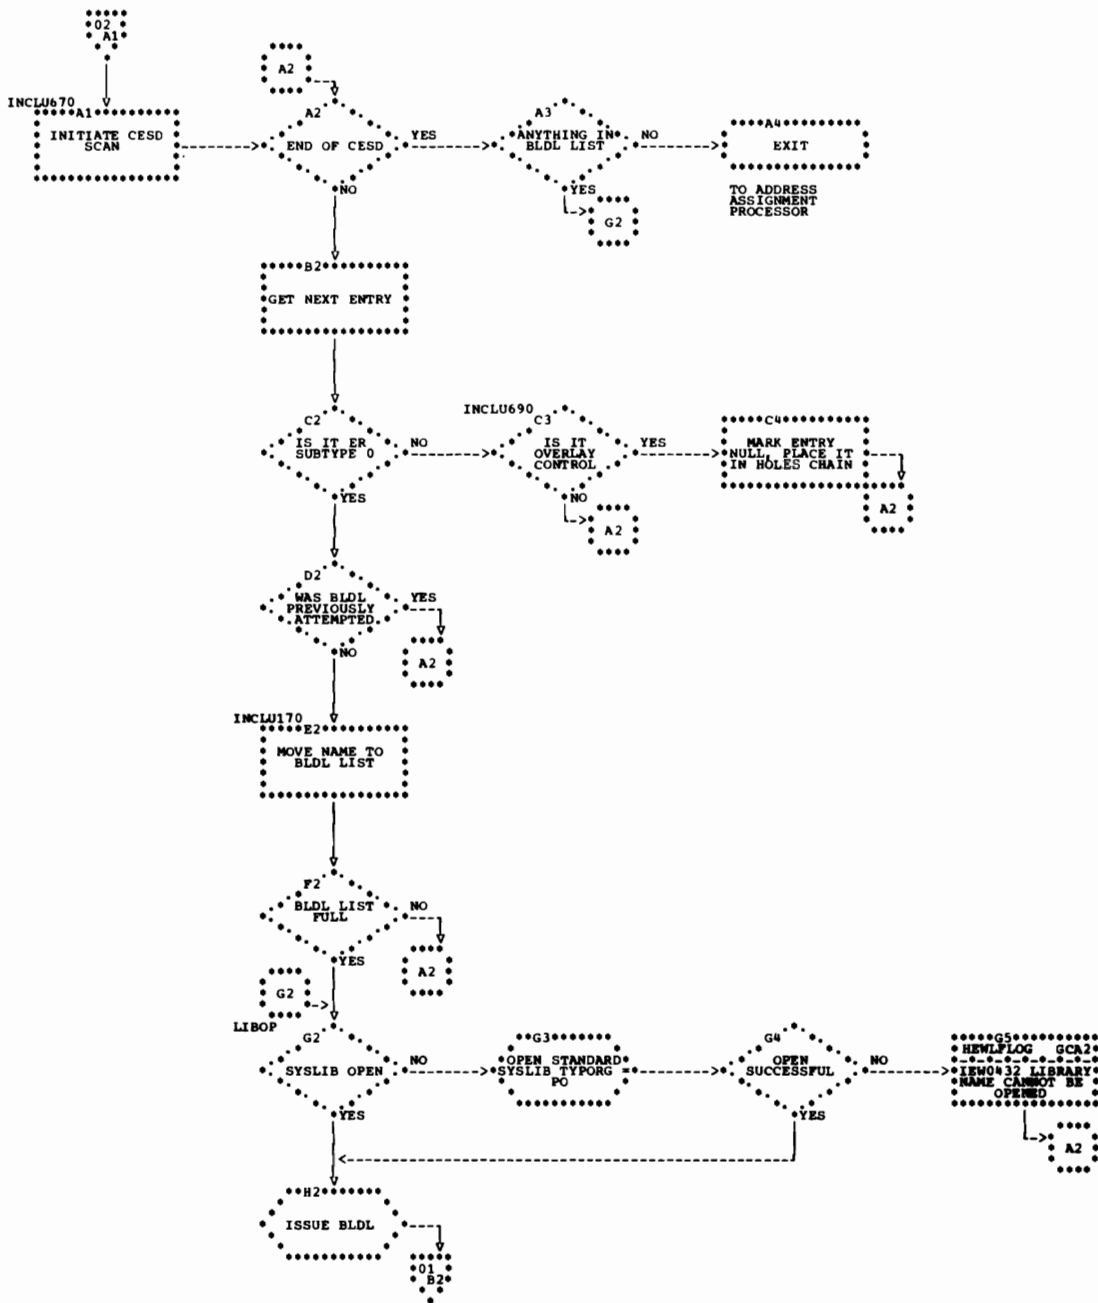 02
A1
A2
INCLU670
A1
INITIATE CESD
SCAN
A2
END OF CESD
YES
NO
A3
ANYTHING IN
BLDL LIST
NO
YES
A4
EXIT
TO ADDRESS
ASSIGNMENT
PROCESSOR
G2
B2
GET NEXT ENTRY
C2
IS IT ER
SUBTYPE 0
NO
YES
INCLU690
C3
IS IT
OVERLAY
CONTROL
YES
NO
C4
MARK ENTRY
NULL, PLACE IT
IN HOLES CHAIN
A2
A2
D2
WAS BLDL
PREVIOUSLY
ATTEMPTED
YES
NO
A2
INCLU170
E2
MOVE NAME TO
BLDL LIST
F2
BLDL LIST
FULL
NO
YES
A2
G2
LIBOP
G2
SYSLIB OPEN
NO
YES
G3
OPEN STANDARD
SYSLIB TYPORG =
PO
G4
OPEN
SUCCESSFUL
NO
YES
G5
HEWLFLOG GCA2
IEW0432 LIBRARY
NAME CANNOT BE
OPENED
A2
H2
ISSUE BLDL
01
B2